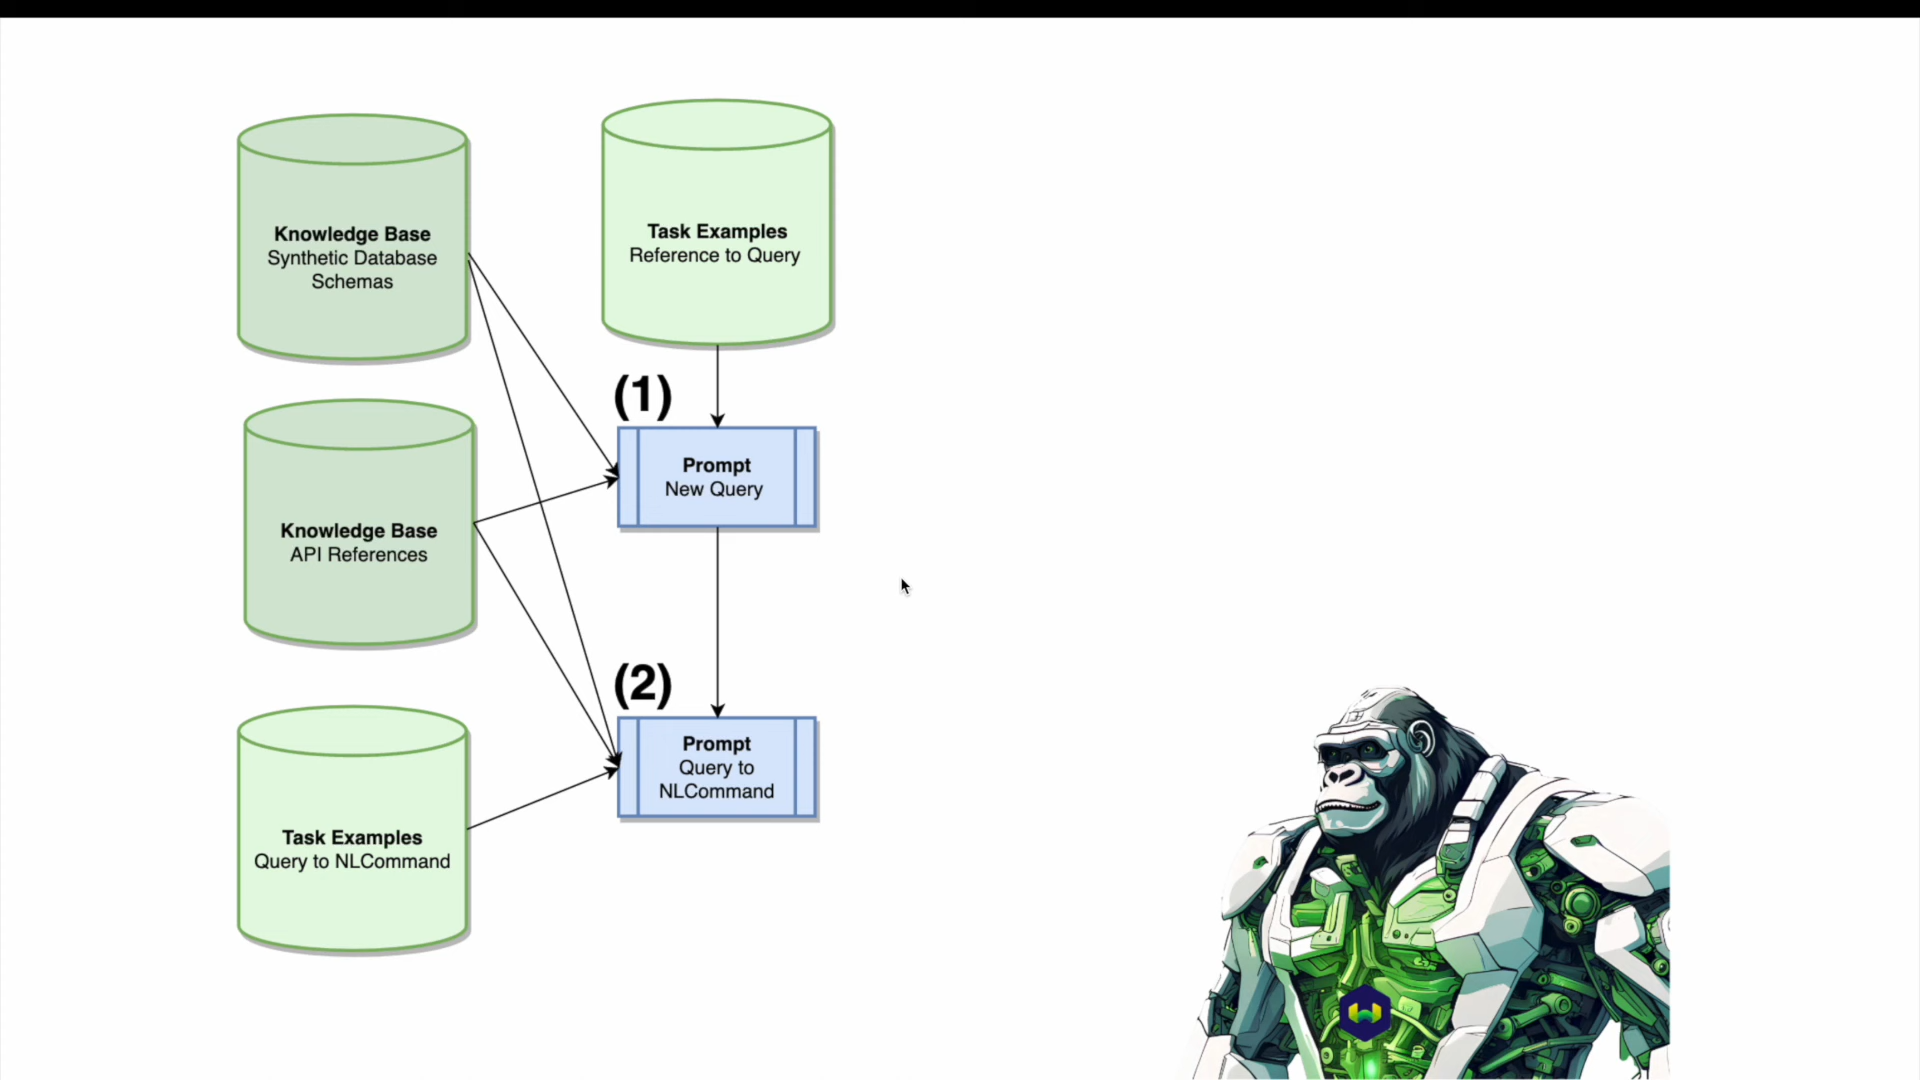 Knowledge Base
Synthetic Database
Schemas
Task Examples
Reference to Query
(1)
Prompt
New Query
Knowledge Base
API References
(2)
Prompt
Query to
NLCommand
Task Examples
Query to NLCommand